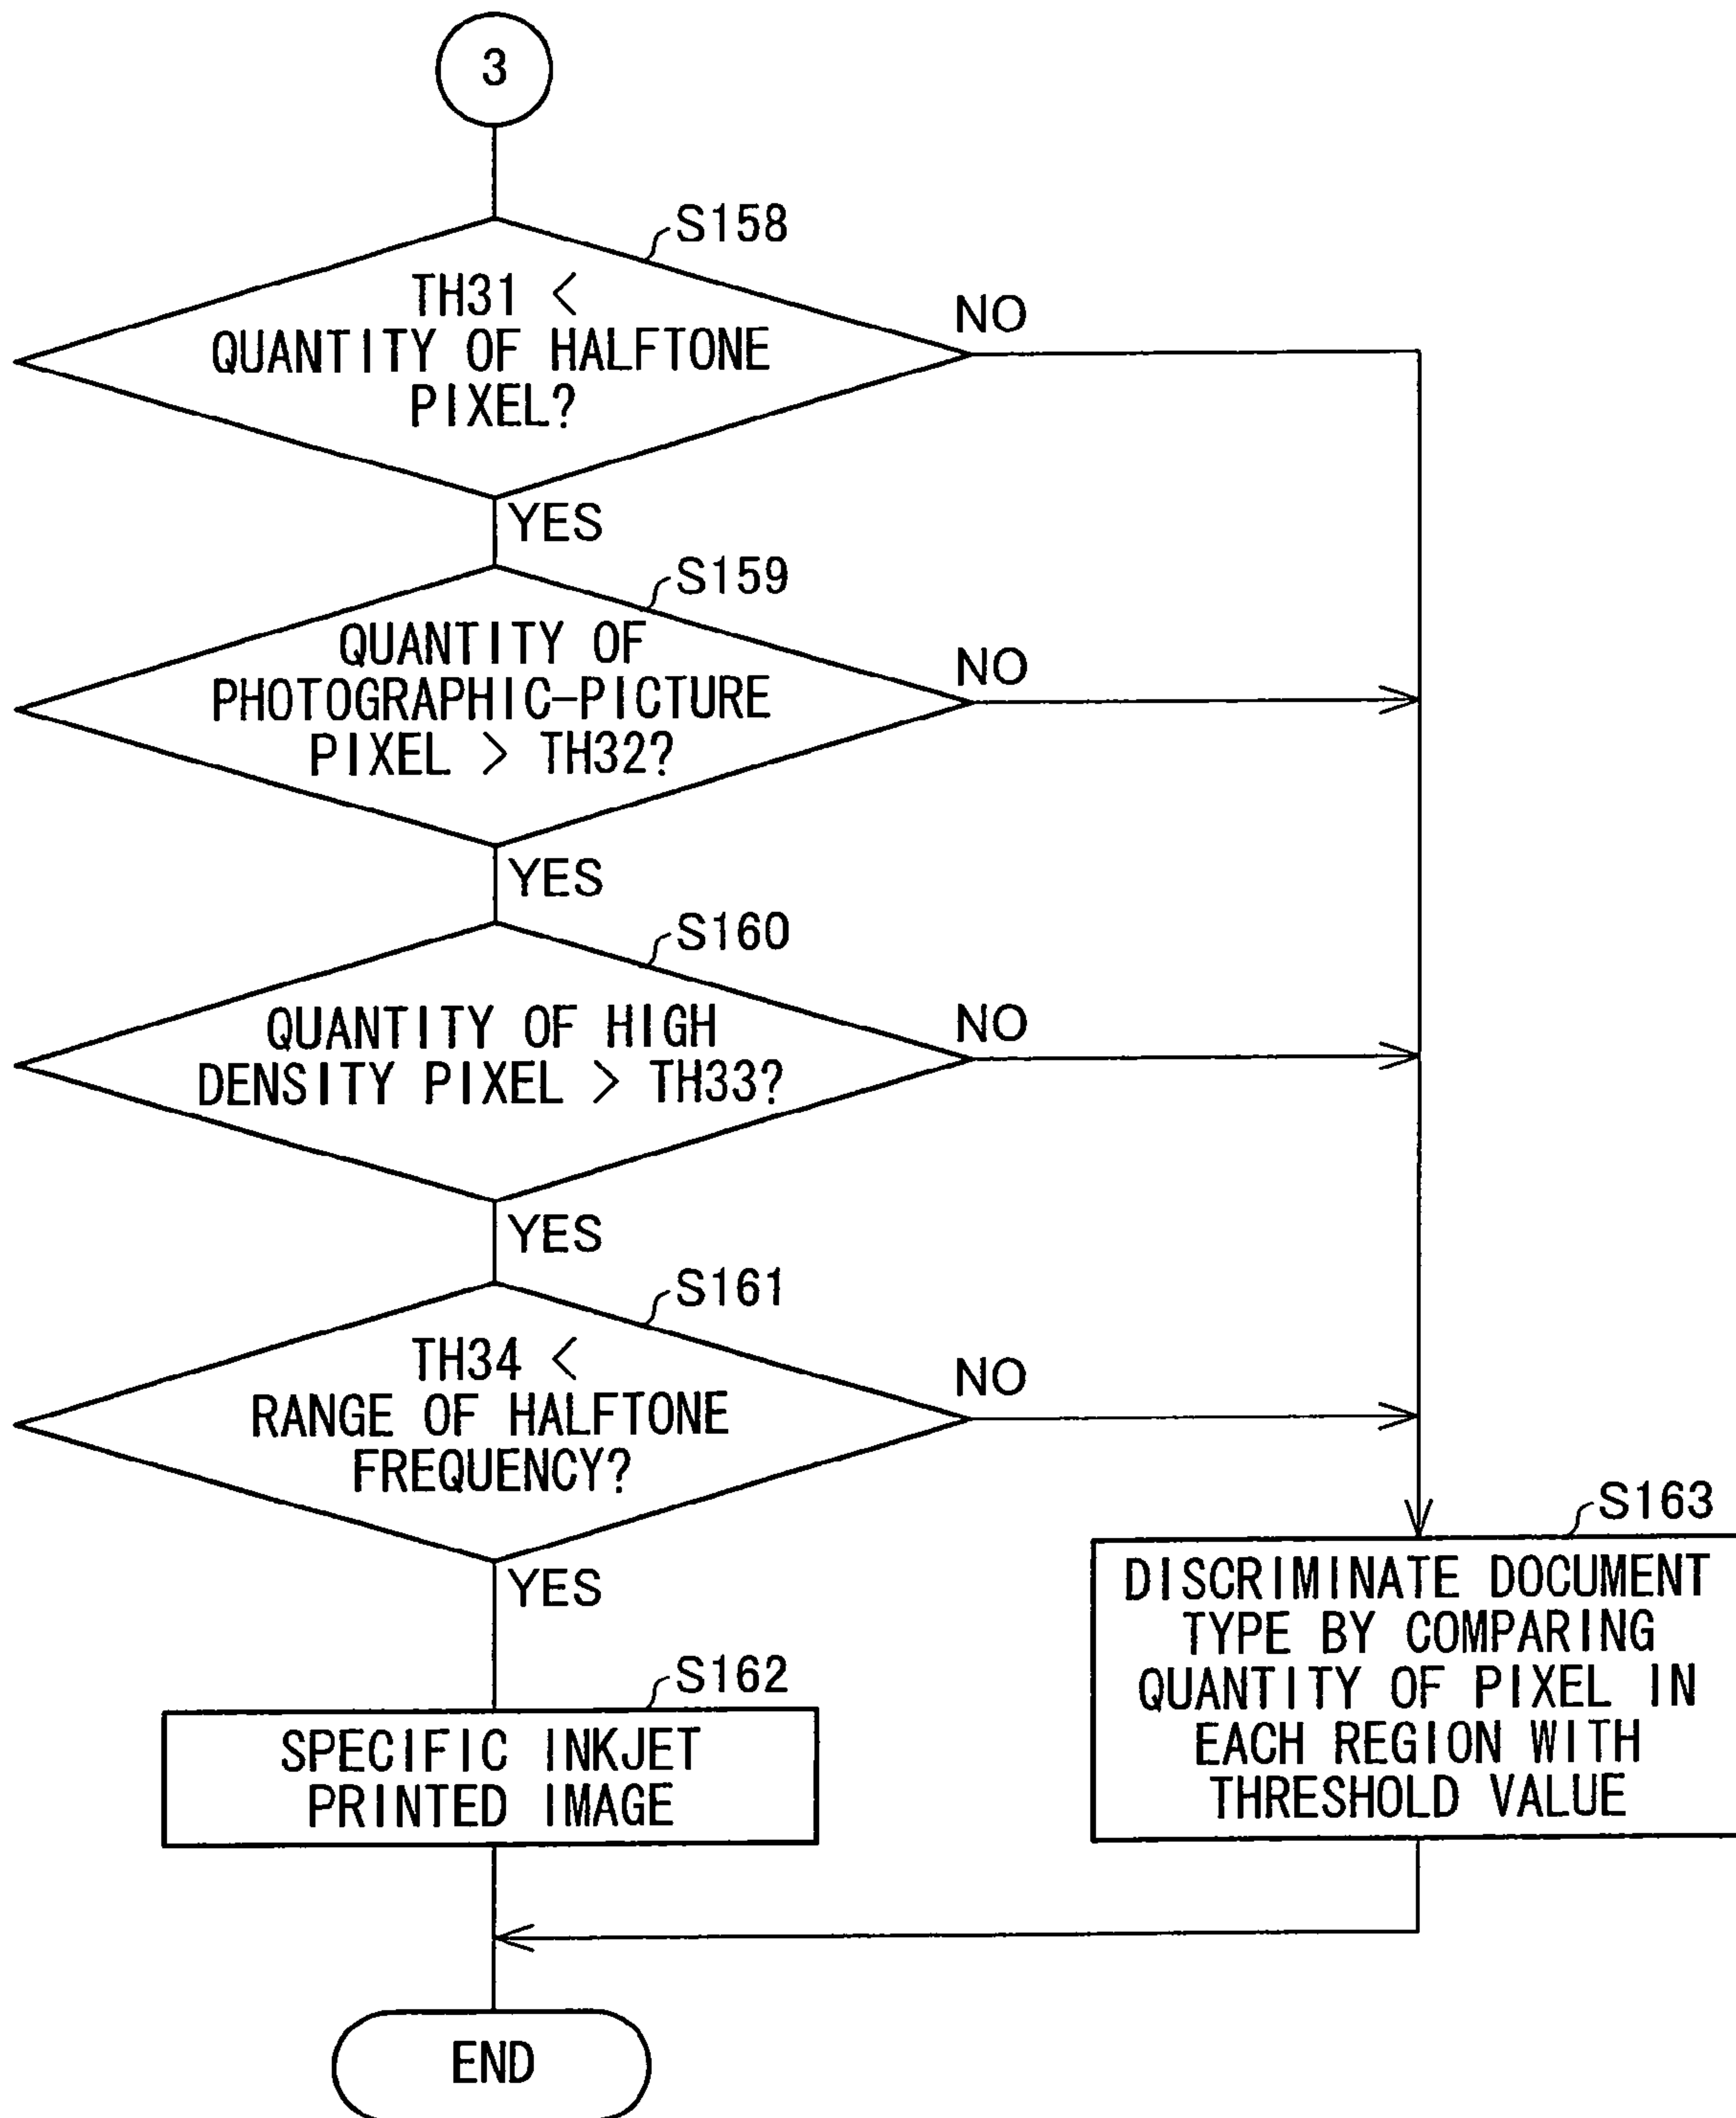 3
S158
TH31 <
QUANTITY OF HALFTONE
PIXEL?
NO
YES
S159
QUANTITY OF
PHOTOGRAPHIC-PICTURE
PIXEL > TH32?
NO
YES
S160
QUANTITY OF HIGH
DENSITY PIXEL > TH33?
NO
YES
S161
TH34 <
RANGE OF HALFTONE
FREQUENCY?
NO
YES
S163
DISCRIMINATE DOCUMENT
TYPE BY COMPARING
QUANTITY OF PIXEL IN
EACH REGION WITH
THRESHOLD VALUE
S162
SPECIFIC INKJET
PRINTED IMAGE
END